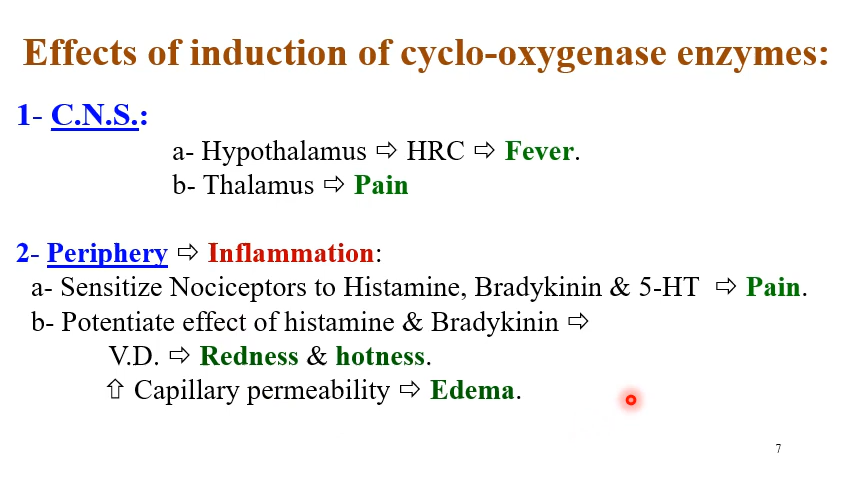 Effects of induction of cyclo-oxygenase enzymes:
1- C.N.S.:
a- Hypothalamus ⇨ HRC ⇨ Fever.
b- Thalamus ⇨ Pain
2- Periphery ⇨ Inflammation:
a- Sensitize Nociceptors to Histamine, Bradykinin & 5-HT ⇨ Pain.
b- Potentiate effect of histamine & Bradykinin ⇨
V.D. ⇨ Redness & hotness.
⇧ Capillary permeability ⇨ Edema.
7